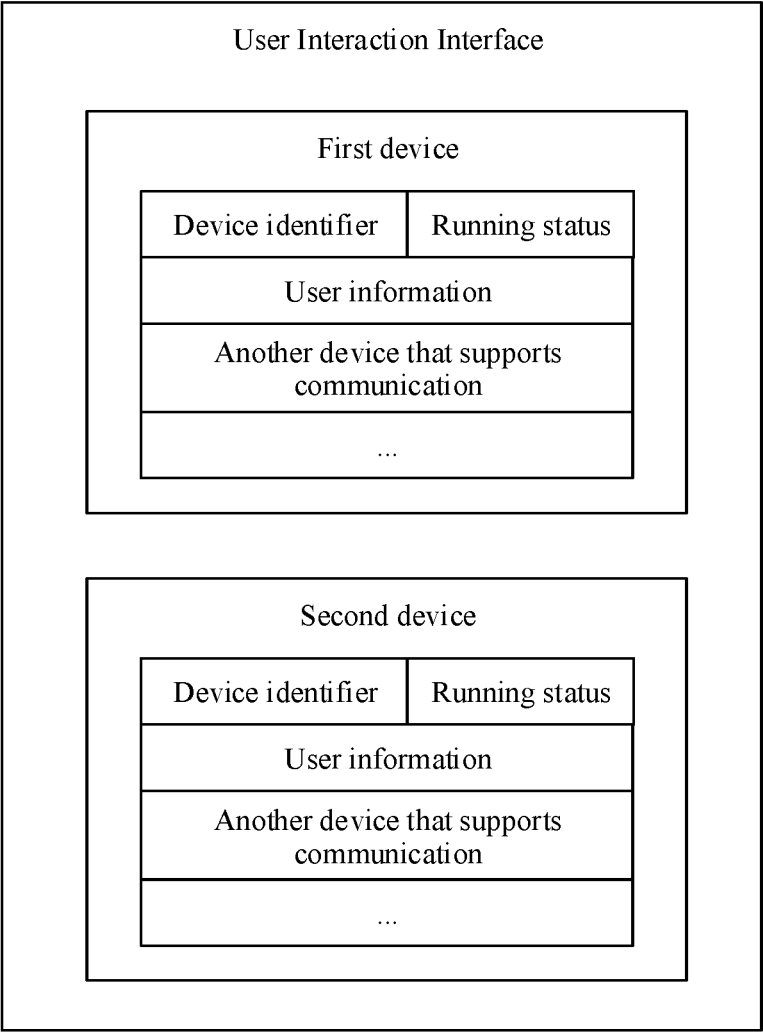 User Interaction Interface
First device
Device identifier
Running status
User information
Another device that supports
communication
...
Second device
Device identifier
Running status
User information
Another device that supports
communication
...